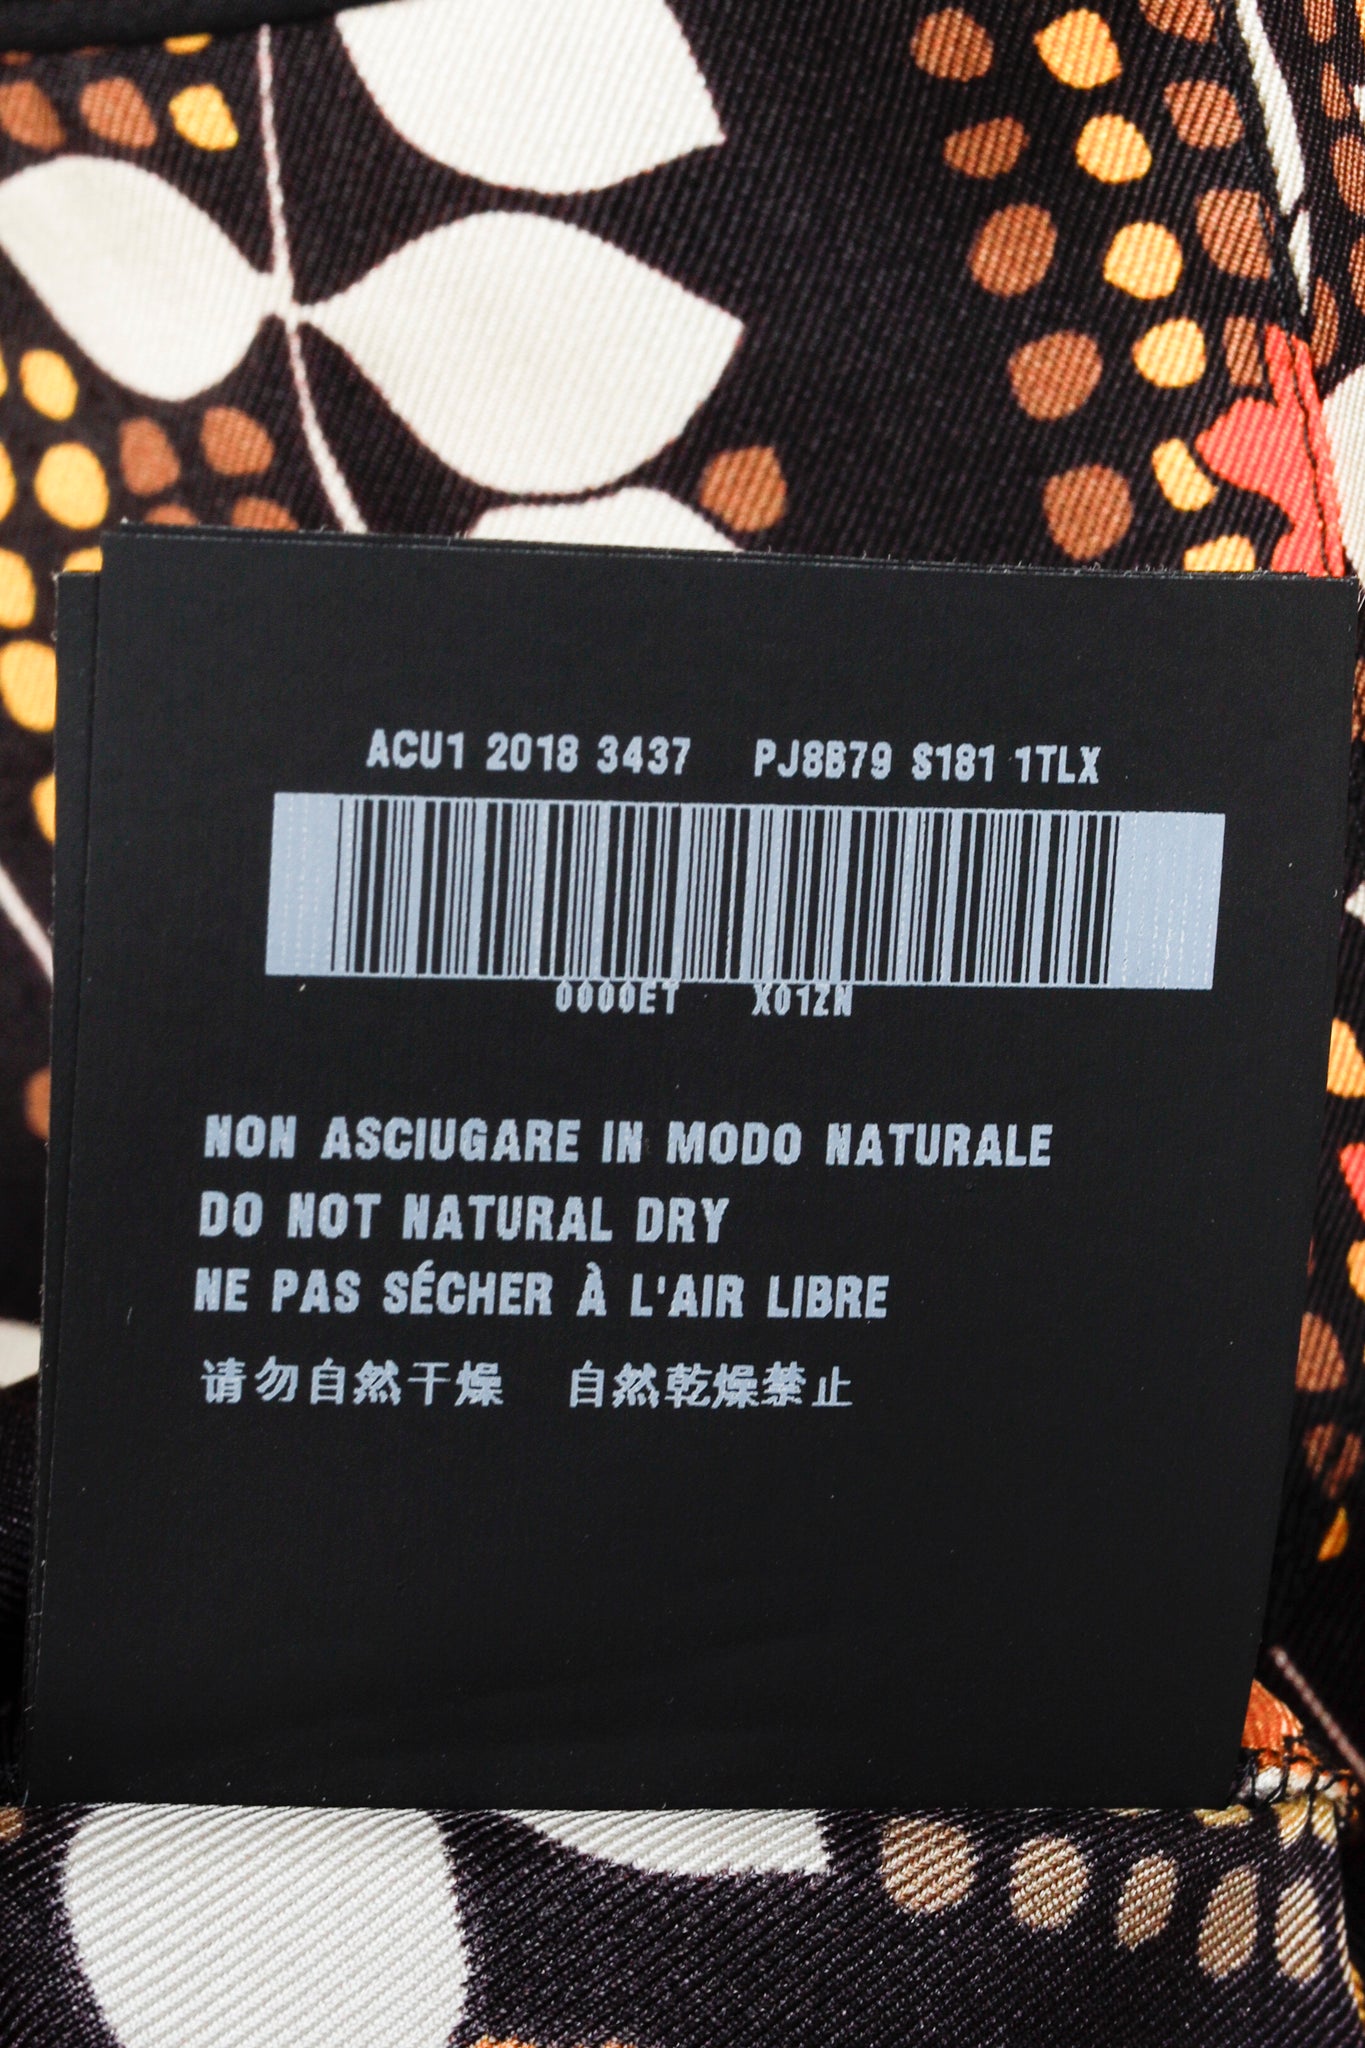 ACU1 2018 3437 PJ8B79 S181 1TLX
0000ET X01ZN
NON ASCIUGARE IN MODO NATURALE
DO NOT NATURAL DRY
NE PAS SÉCHER À L'AIR LIBRE
请勿自然干燥 自然乾燥禁止